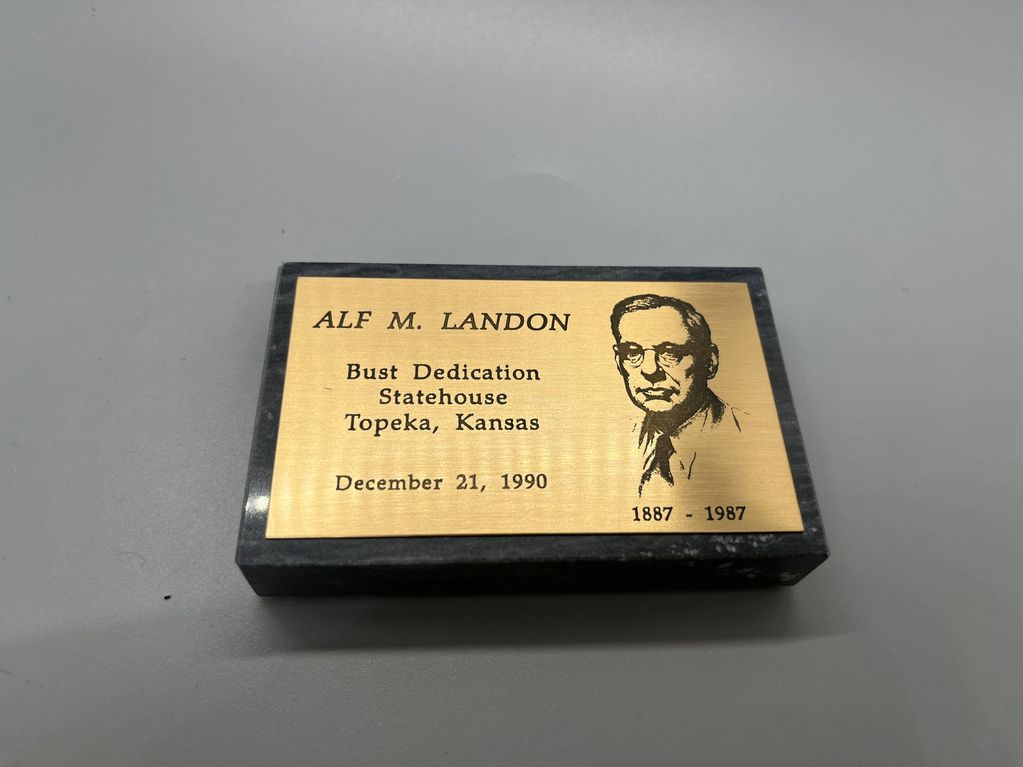 ALF M. LANDON
Bust Dedication
Statehouse
Topeka, Kansas
December 21, 1990
1887 - 1987